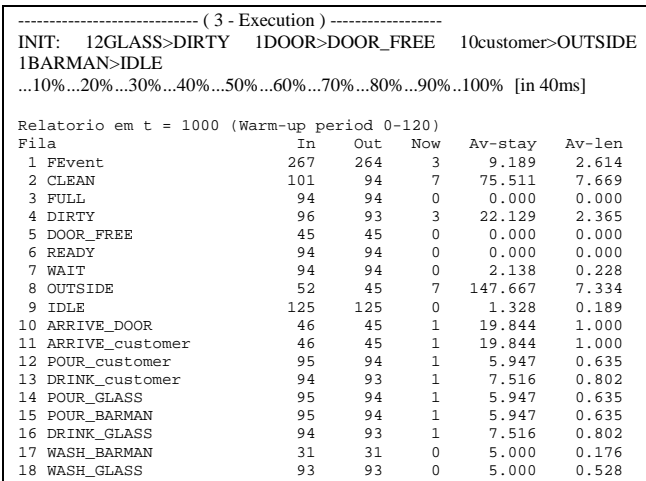 ----------------------------- ( 3 - Execution ) ------------------
INIT: 12GLASS>DIRTY 1DOOR>DOOR_FREE 10customer>OUTSIDE
1BARMAN>IDLE
...10%...20%...30%...40%...50%...60%...70%...80%...90%..100% [in 40ms]
Relatorio em t = 1000 (Warm-up period 0-120)
Fila In Out Now Av-stay Av-len
1 FEvent 267 264 3 9.189 2.614
2 CLEAN 101 94 7 75.511 7.669
3 FULL 94 94 0 0.000 0.000
4 DIRTY 96 93 3 22.129 2.365
5 DOOR_FREE 45 45 0 0.000 0.000
6 READY 94 94 0 0.000 0.000
7 WAIT 94 94 0 2.138 0.228
8 OUTSIDE 52 45 7 147.667 7.334
9 IDLE 125 125 0 1.328 0.189
10 ARRIVE_DOOR 46 45 1 19.844 1.000
11 ARRIVE_customer 46 45 1 19.844 1.000
12 POUR_customer 95 94 1 5.947 0.635
13 DRINK_customer 94 93 1 7.516 0.802
14 POUR_GLASS 95 94 1 5.947 0.635
15 POUR_BARMAN 95 94 1 5.947 0.635
16 DRINK_GLASS 94 93 1 7.516 0.802
17 WASH_BARMAN 31 31 0 5.000 0.176
18 WASH_GLASS 93 93 0 5.000 0.528